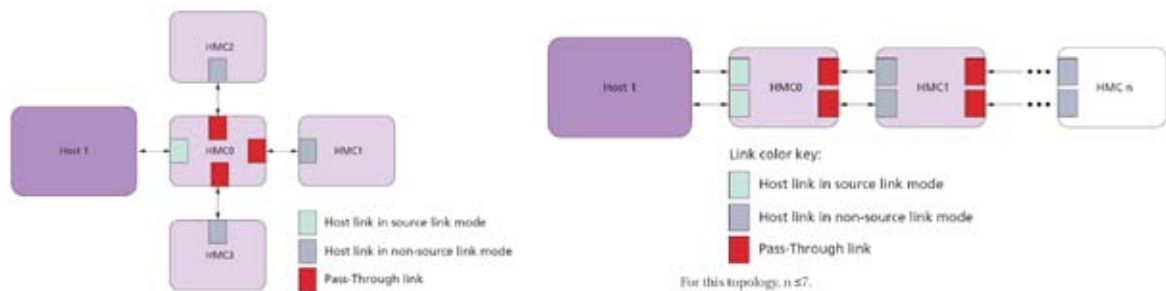 HMC2
Host 1
HMC0
HMC1
HMC3
Host link in source link mode
Host link in non-source link mode
Pass-Through link
Host 1
HMC0
HMC1
HMC n
Link color key:
Host link in source link mode
Host link in non-source link mode
Pass-Through link
For this topology, n ≤7.